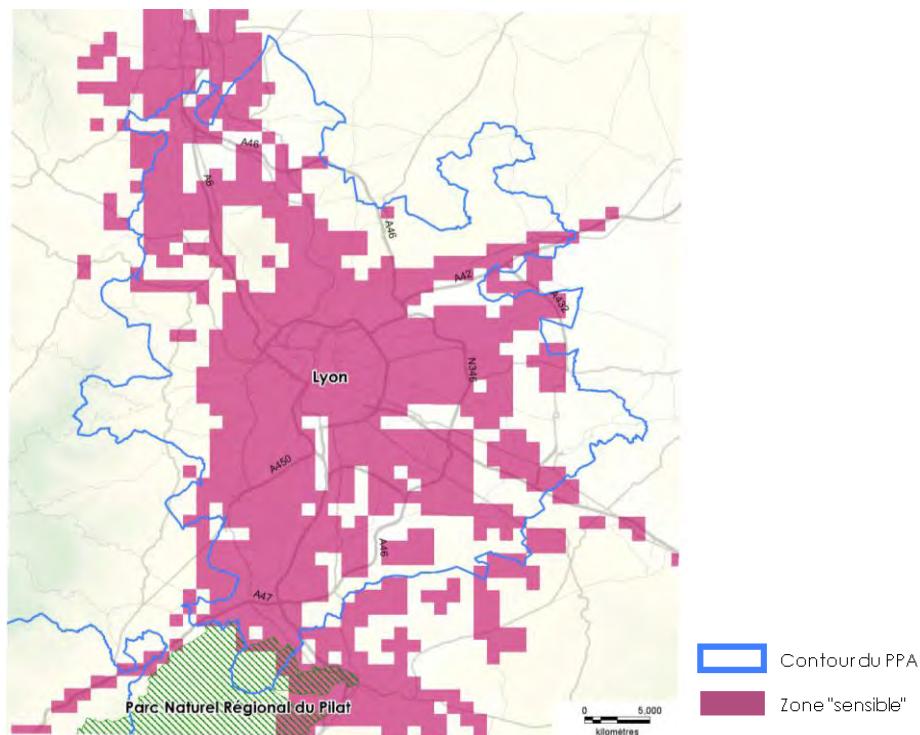 A46
A6
A46
A42
A432
Lyon
N346
A450
A46
A47
Parc Naturel Régional du Pilat
0 5,000
kilomètres
Contour du PPA
Zone "sensible"